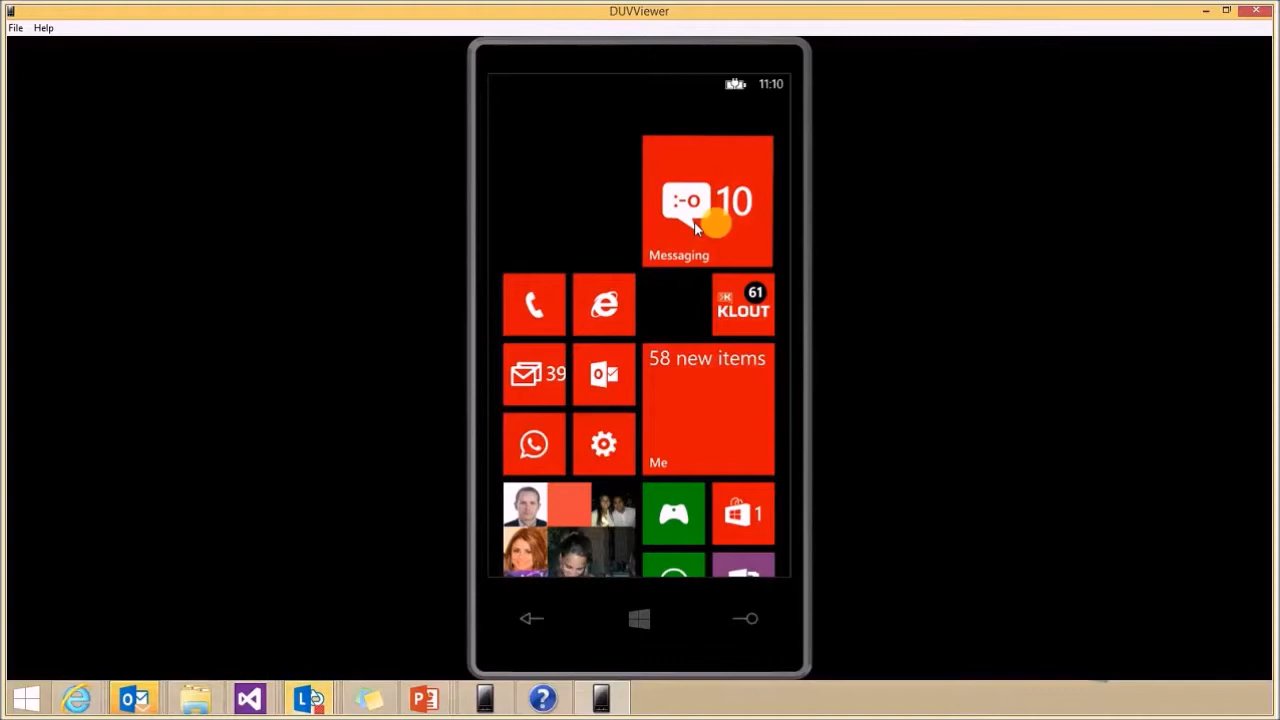 DUVViewer
File Help
11:10
:-o 10
Messaging
61
KLOUT
58 new items
39
Me
1